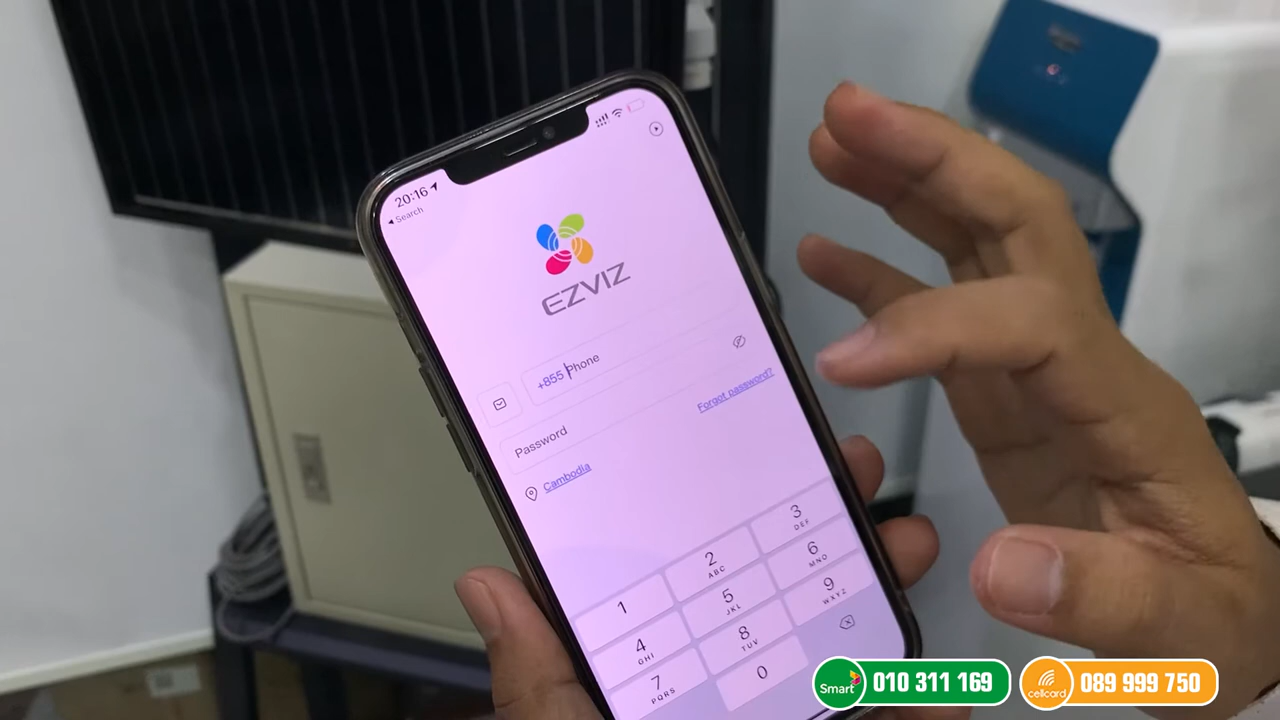 20:16
Search
EZVIZ
+855 Phone
Forgot password?
Password
Cambodia
1
2 ABC
3 DEF
4 GHI
5 JKL
6 MNO
7 PQRS
8 TUV
9 WXYZ
0
Smart 010 311 169
cellcard 089 999 750